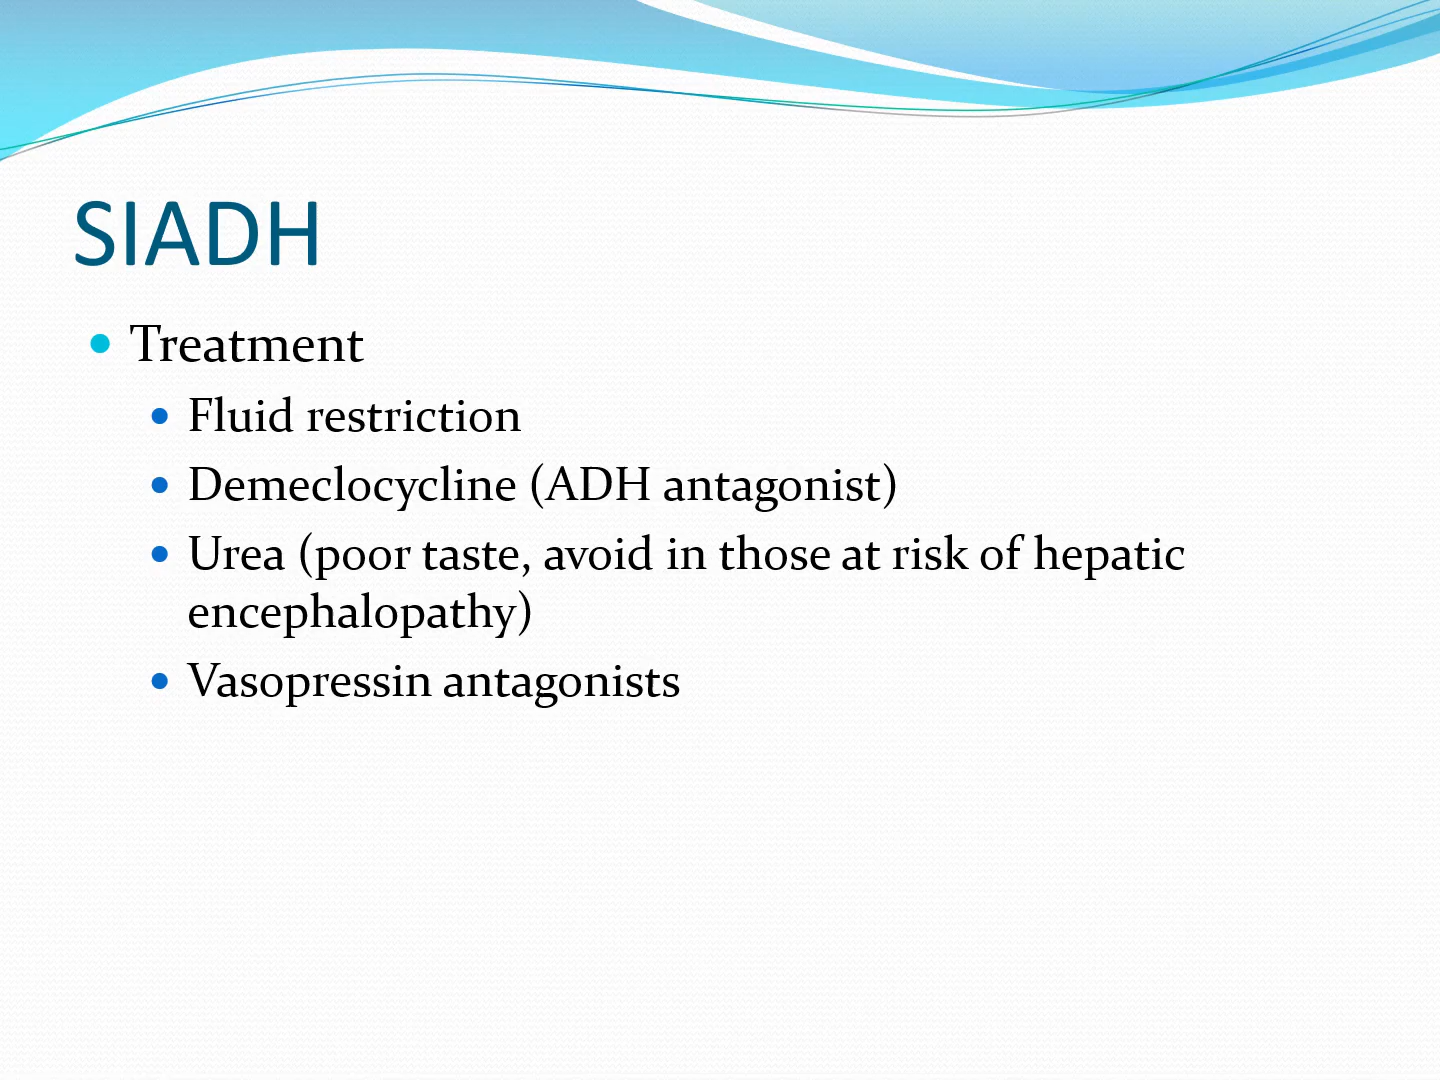 SIADH
• Treatment
• Fluid restriction
• Demeclocycline (ADH antagonist)
• Urea (poor taste, avoid in those at risk of hepatic
encephalopathy)
• Vasopressin antagonists